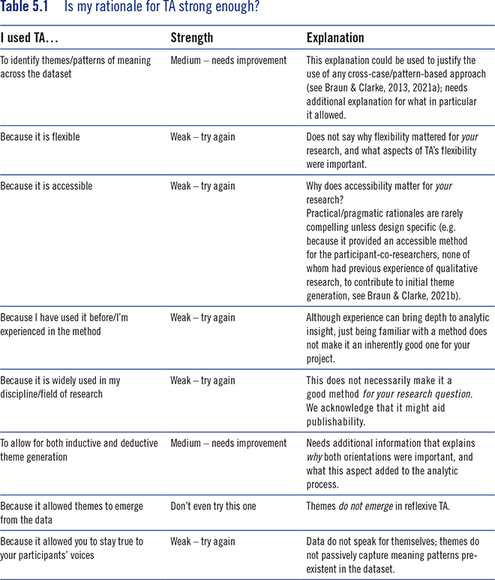 Table 5.1 Is my rationale for TA strong enough?
I used TA… Strength Explanation
To identify themes/patterns of meaning across the dataset
Medium – needs improvement
This explanation could be used to justify the
use of any cross-case/pattern-based approach
(see Braun & Clarke, 2013, 2021a); needs
additional explanation for what in particular
it allowed.
Because it is flexible
Weak – try again
Does not say why flexibility mattered for your
research, and what aspects of TA's flexibility
were important.
Because it is accessible
Weak – try again
Why does accessibility matter for your
research?
Practical/pragmatic rationales are rarely
compelling unless design specific (e.g.
because it provided an accessible method
for the participant-co-researchers, none of
whom had previous experience of qualitative
research, to contribute to initial theme
generation, see Braun & Clarke, 2021b).
Because I have used it before/I'm
experienced in the method
Weak – try again
Although experience can bring depth to analytic
insight, just being familiar with a method does
not make it an inherently good one for your
project.
Because it is widely used in my
discipline/field of research
Weak – try again
This does not necessarily make it a
good method for your research question.
We acknowledge that it might aid
publishability.
To allow for both inductive and deductive
theme generation
Medium – needs improvement
Needs additional information that explains
why both orientations were important, and
what this aspect added to the analytic
process.
Because it allowed themes to emerge
from the data
Don't even try this one
Themes do not emerge in reflexive TA.
Because it allowed you to stay true to
your participants' voices
Weak – try again
Data do not speak for themselves; themes do
not passively capture meaning patterns pre-
existent in the dataset.